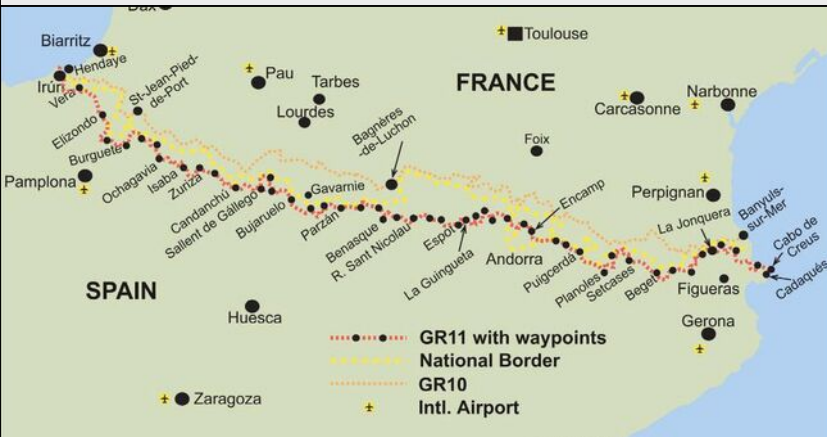 Dax
Biarritz
Hendaye
Irún
Vera
St-Jean-Pied-
de-Port
Pau
Tarbes
Lourdes
Toulouse
FRANCE
Carcasonne
Narbonne
Bagnères
-de-Luchon
Foix
Elizondo
Burguete
Pamplona
Ochagavia
Isaba
Zuriza
Candanchú
Sallent de Gállego
Bujaruelo
Gavarnie
Parzán
Benasque
R. Sant Nicolau
Espot
La Guingueta
Encamp
Andorra
Puigcerdá
Planoles
Setcases
Beget
Perpignan
La Jonquera
Banyuls-
sur-Mer
Cabo de
Creus
Cadaqués
Figueras
Gerona
SPAIN
Huesca
Zaragoza
GR11 with waypoints
National Border
GR10
Intl. Airport